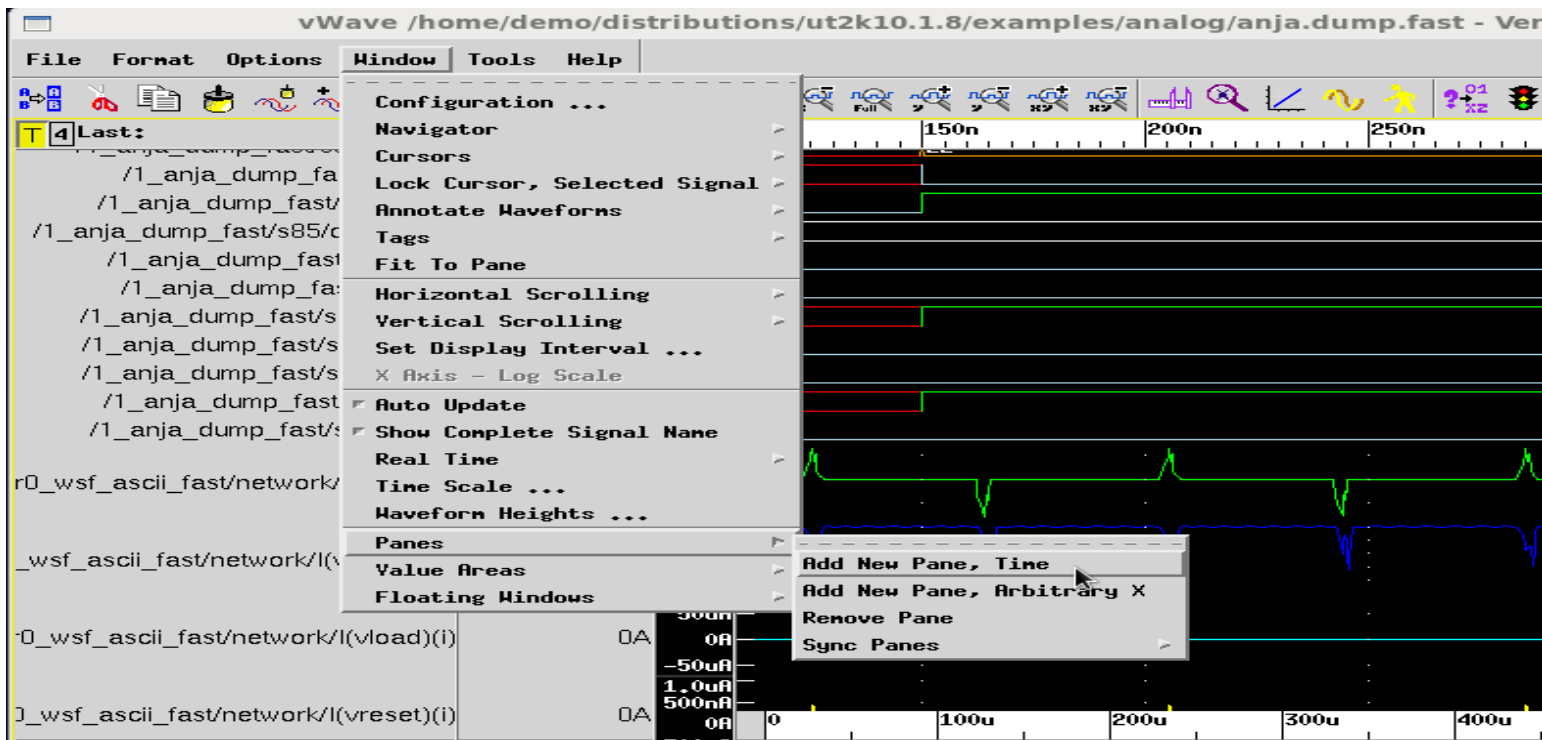 vWave /home/demo/distributions/ut2k10.1.8/examples/analog/anja.dump.fast - Ver
File Format Options Window Tools Help
Full
T 4 Last: 150n 200n 250n
Configuration ...
Navigator
Cursors
/1_anja_dump_fa Lock Cursor, Selected Signal
/1_anja_dump_fast/ Annotate Waveforms
/1_anja_dump_fast/s85/c Tags
/1_anja_dump_fast Fit To Pane
/1_anja_dump_fa Horizontal Scrolling
/1_anja_dump_fast/s Vertical Scrolling
/1_anja_dump_fast/s Set Display Interval ...
/1_anja_dump_fast/s X Axis - Log Scale
/1_anja_dump_fast Auto Update
/1_anja_dump_fast/s Show Complete Signal Name
Real Time
r0_wsf_ascii_fast/network/ Time Scale ...
Waveform Heights ...
Panes
_wsf_ascii_fast/network/I(v Value Areas Add New Pane, Time
Floating Windows Add New Pane, Arbitrary X
Remove Pane
r0_wsf_ascii_fast/network/I(vload)(i) 0A 0A Sync Panes
-50uA
1.0uA
500nA
0_wsf_ascii_fast/network/I(vreset)(i) 0A 0A 0 100u 200u 300u 400u